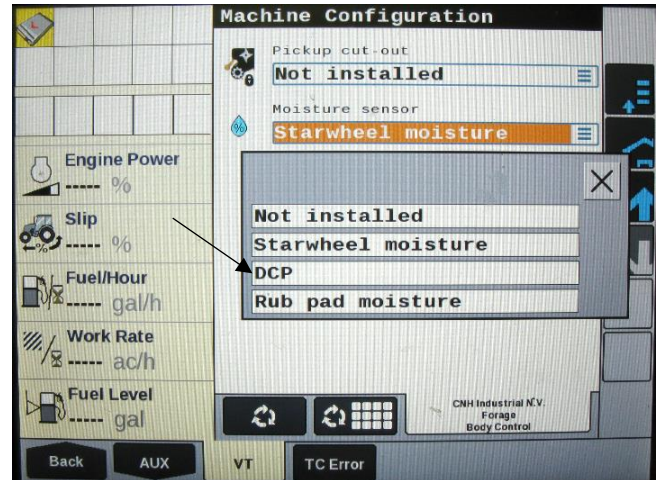 Machine Configuration
Pickup cut-out
Not installed
Moisture sensor
%
Starwheel moisture
Not installed
Starwheel moisture
DCP
Rub pad moisture
Engine Power
----- %
Slip
%
----- %
Fuel/Hour
----- gal/h
Work Rate
----- ac/h
Fuel Level
----- gal
CNH Industrial N.V.
Forage
Body Control
Back
AUX
VT
TC Error